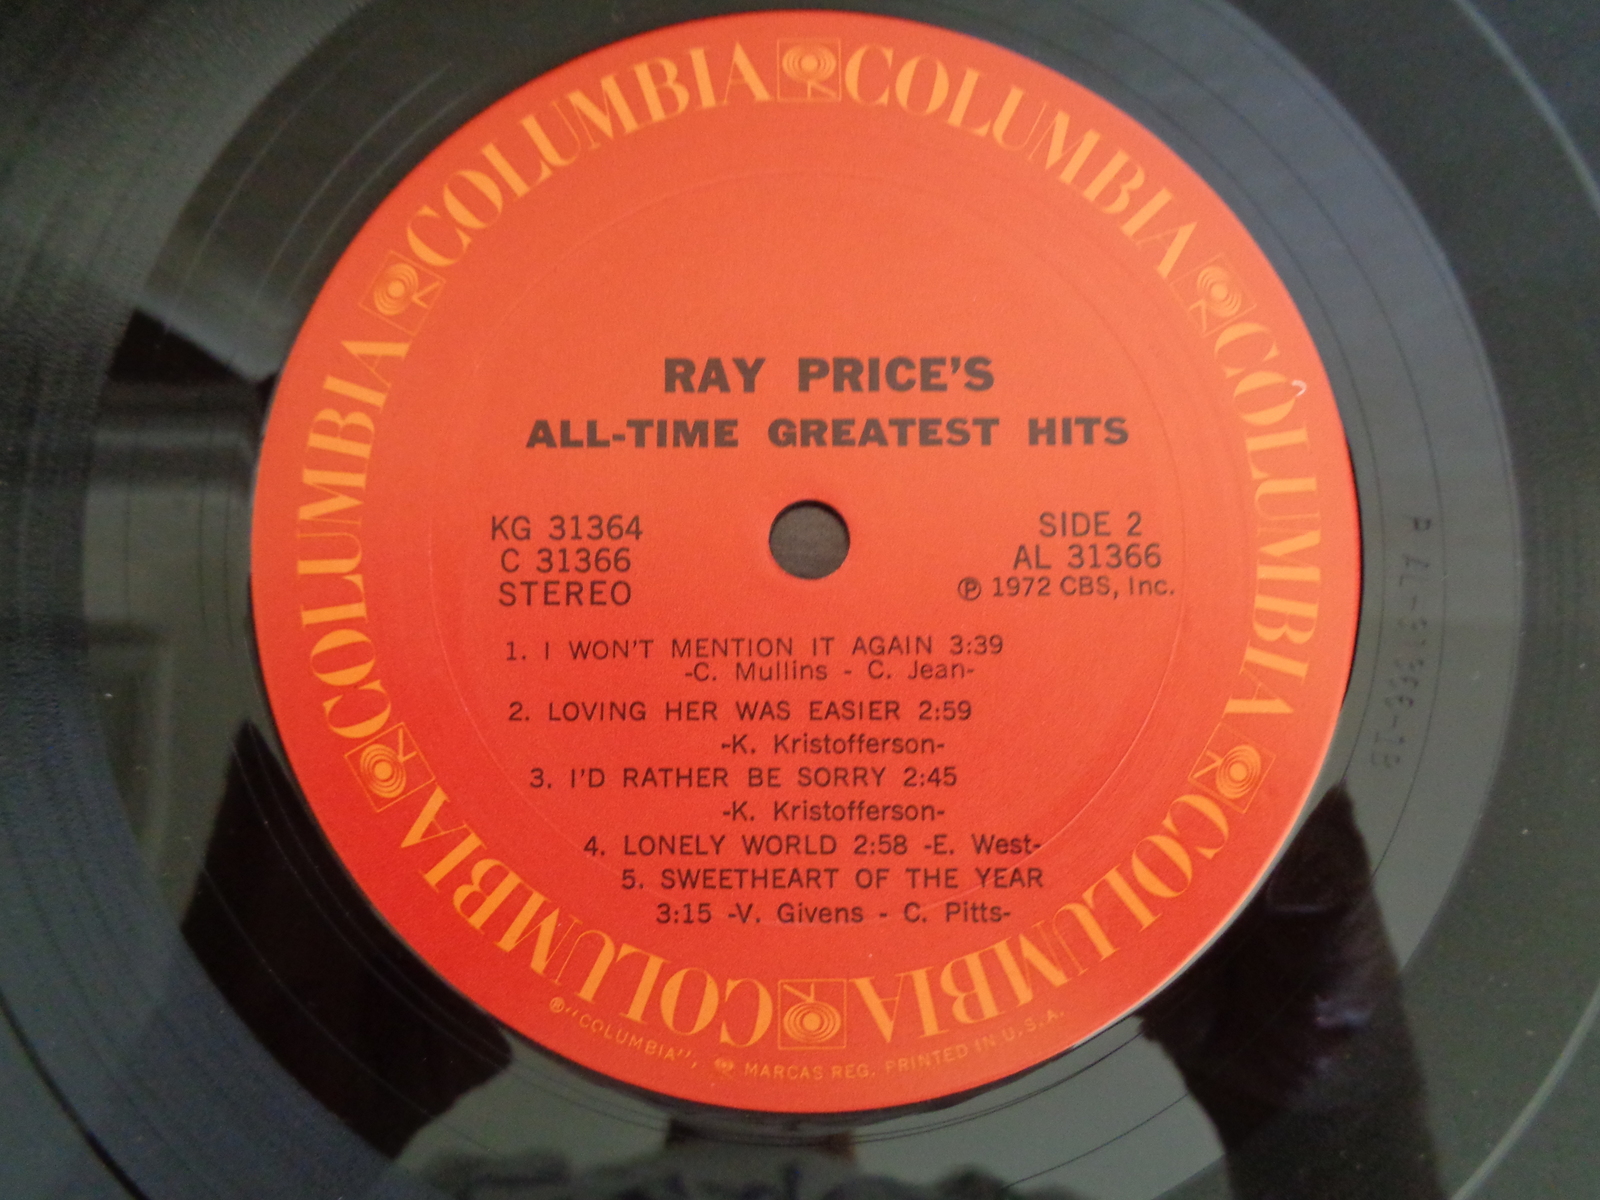 COLUMBIA COLUMBIA COLUMBIA COLUMBIA COLUMBIA COLUMBIA
RAY PRICE'S
ALL-TIME GREATEST HITS
KG 31364
C 31366
STEREO
SIDE 2
AL 31366
℗ 1972 CBS, Inc.
1. I WON'T MENTION IT AGAIN 3:39
-C. Mullins - C. Jean-
2. LOVING HER WAS EASIER 2:59
-K. Kristofferson-
3. I'D RATHER BE SORRY 2:45
-K. Kristofferson-
4. LONELY WORLD 2:58 -E. West-
5. SWEETHEART OF THE YEAR
3:15 -V. Givens - C. Pitts-
®"COLUMBIA", MARCAS REG. PRINTED IN U.S.A.